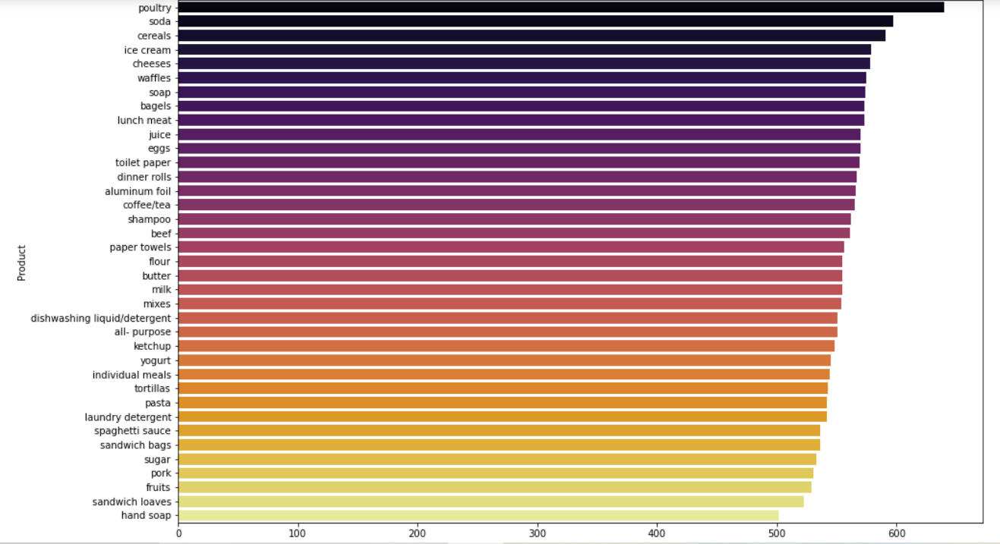 poultry
soda
cereals
ice cream
cheeses
waffles
soap
bagels
lunch meat
juice
eggs
toilet paper
dinner rolls
aluminum foil
coffee/tea
shampoo
beef
paper towels
flour
butter
milk
mixes
dishwashing liquid/detergent
all- purpose
ketchup
yogurt
individual meals
tortillas
pasta
laundry detergent
spaghetti sauce
sandwich bags
sugar
pork
fruits
sandwich loaves
hand soap
Product
0 100 200 300 400 500 600